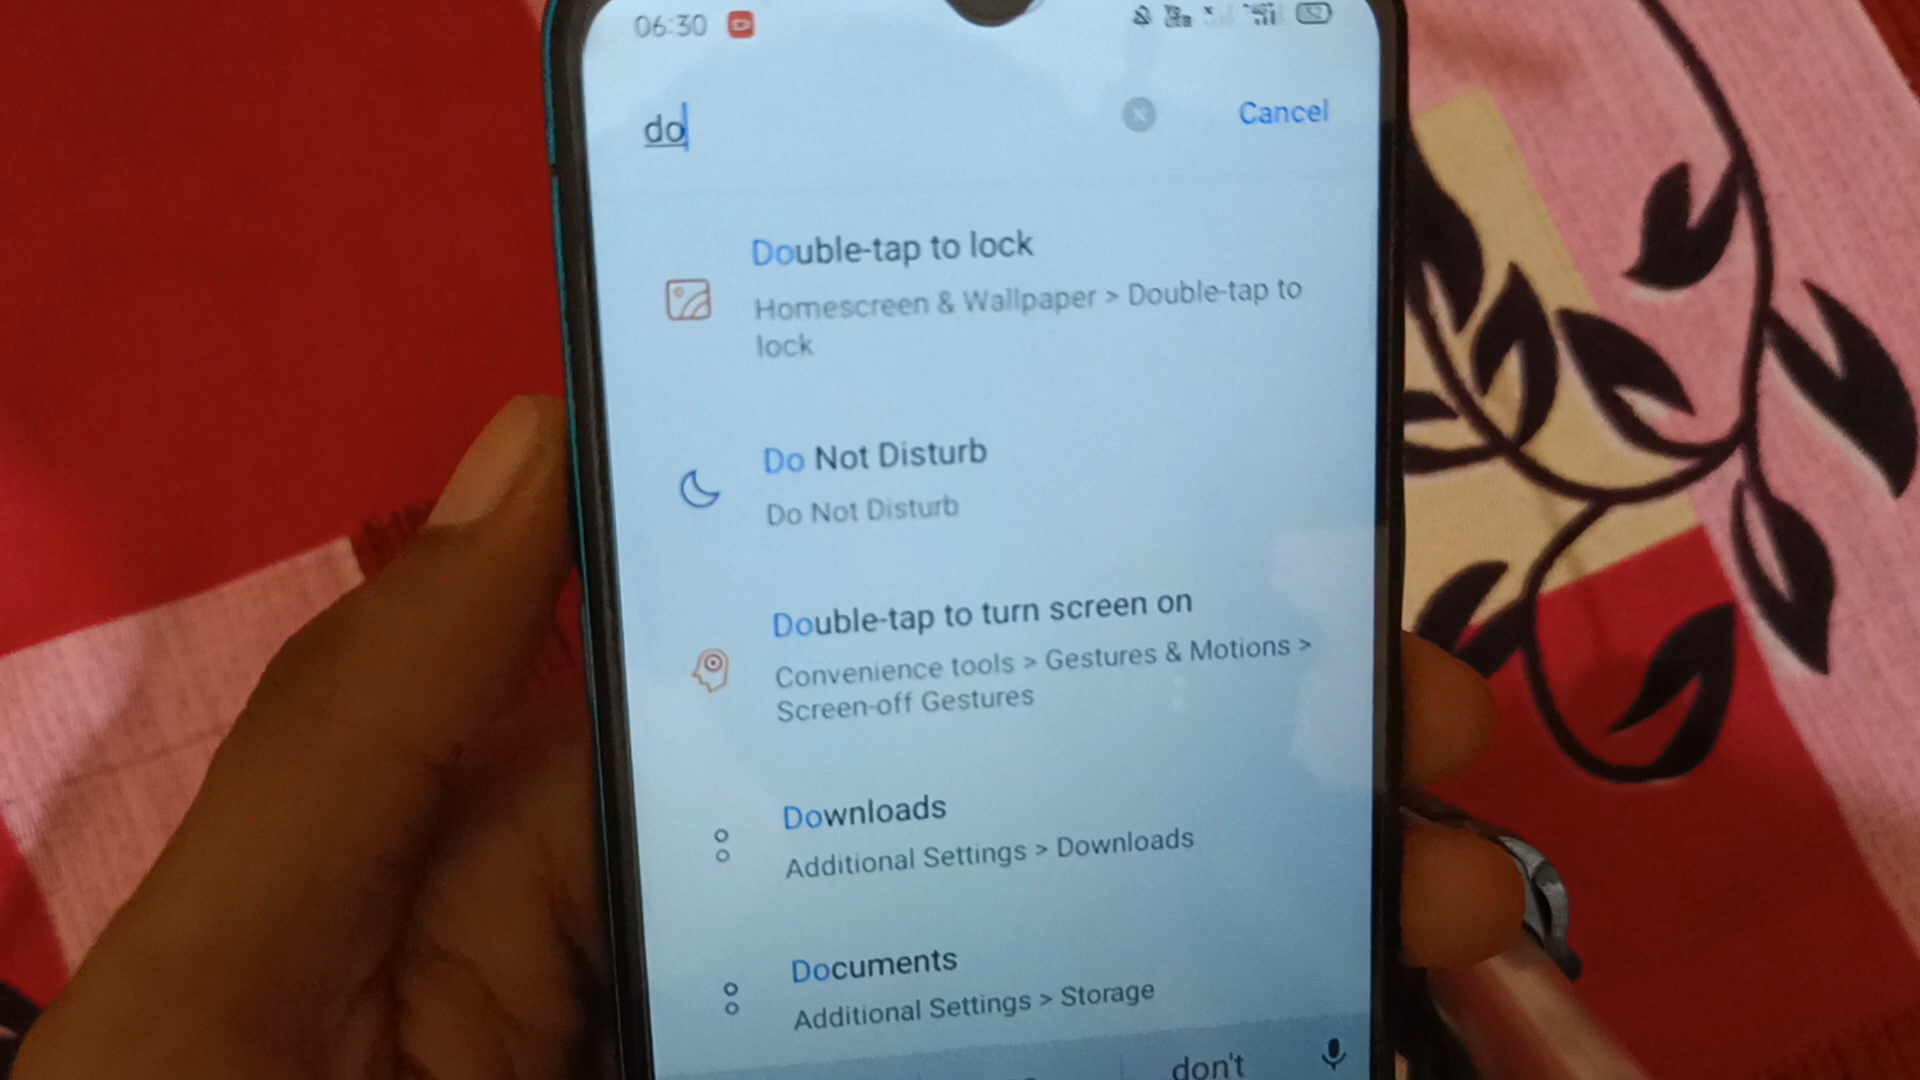 06:30
do
Cancel
Double-tap to lock
Homescreen & Wallpaper > Double-tap to
lock
Do Not Disturb
Do Not Disturb
Double-tap to turn screen on
Convenience tools > Gestures & Motions >
Screen-off Gestures
Downloads
Additional Settings > Downloads
Documents
Additional Settings > Storage
don't